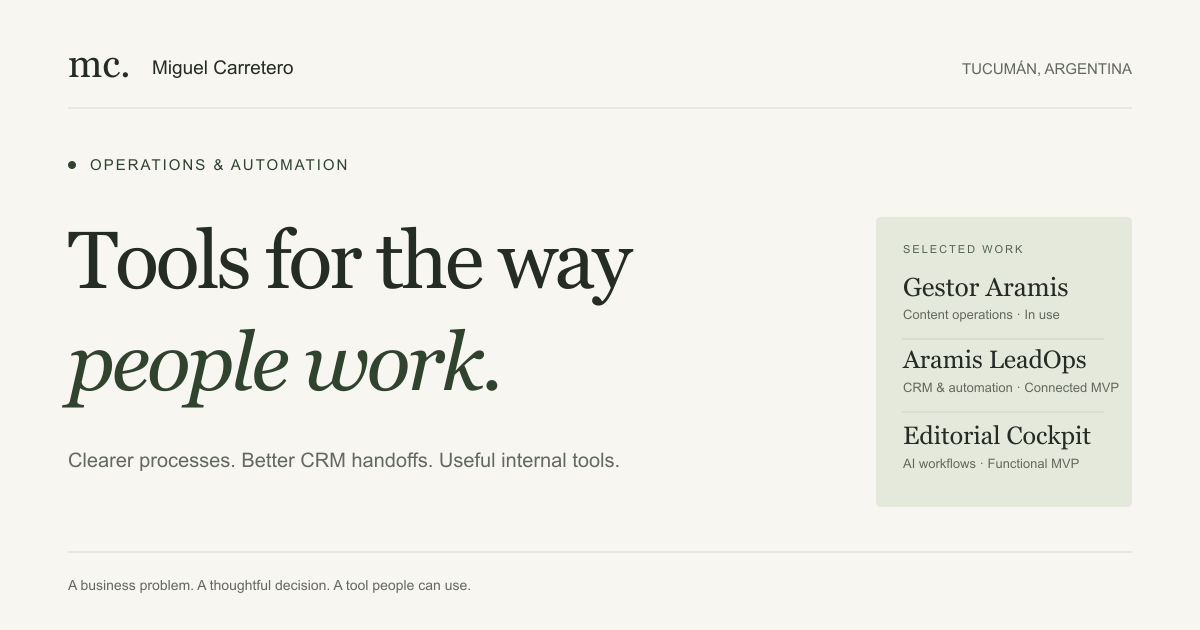 mc. Miguel Carretero
TUCUMÁN, ARGENTINA
OPERATIONS & AUTOMATION
Tools for the way
people work.
Clearer processes. Better CRM handoffs. Useful internal tools.
SELECTED WORK
Gestor Aramis
Content operations · In use
Aramis LeadOps
CRM & automation · Connected MVP
Editorial Cockpit
AI workflows · Functional MVP
A business problem. A thoughtful decision. A tool people can use.